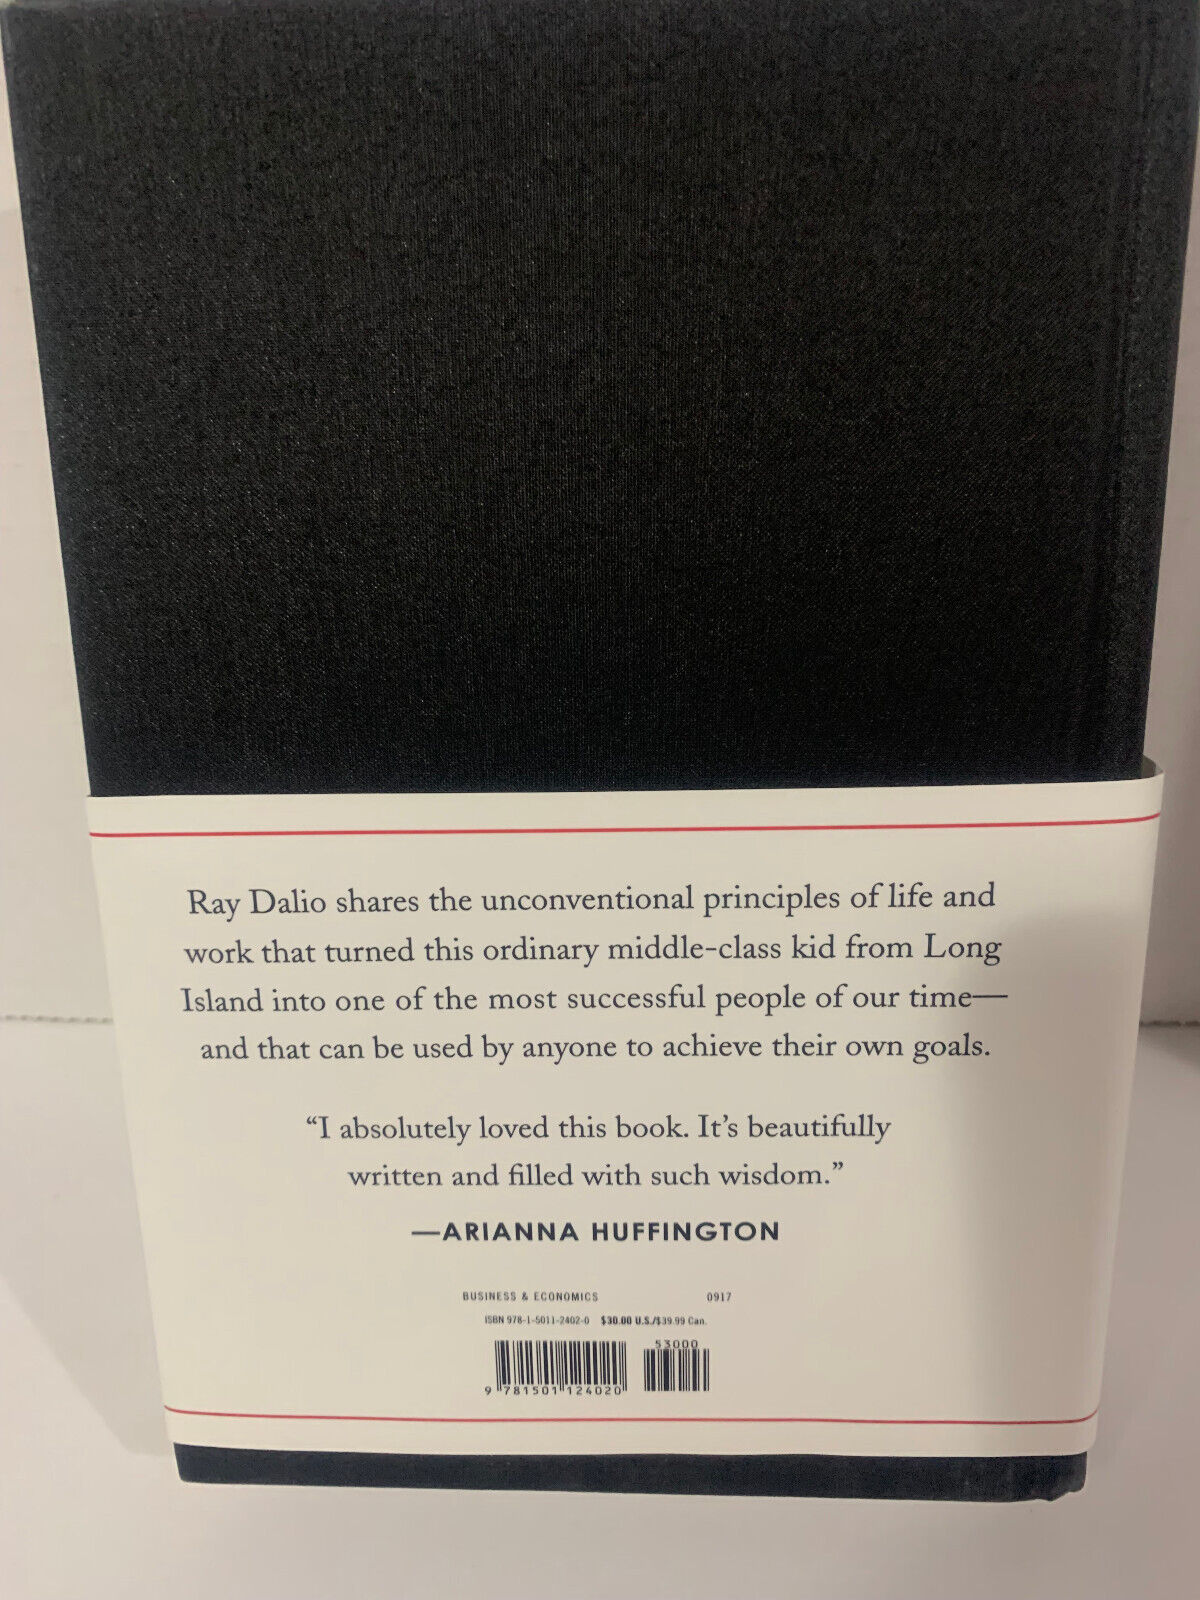 Ray Dalio shares the unconventional principles of life and
work that turned this ordinary middle-class kid from Long
Island into one of the most successful people of our time—
and that can be used by anyone to achieve their own goals.
“I absolutely loved this book. It’s beautifully
written and filled with such wisdom.”
—ARIANNA HUFFINGTON
BUSINESS & ECONOMICS 0917
ISBN 978-1-5011-2402-0 $30.00 U.S./$39.99 Can.
53000
9 781501 124020